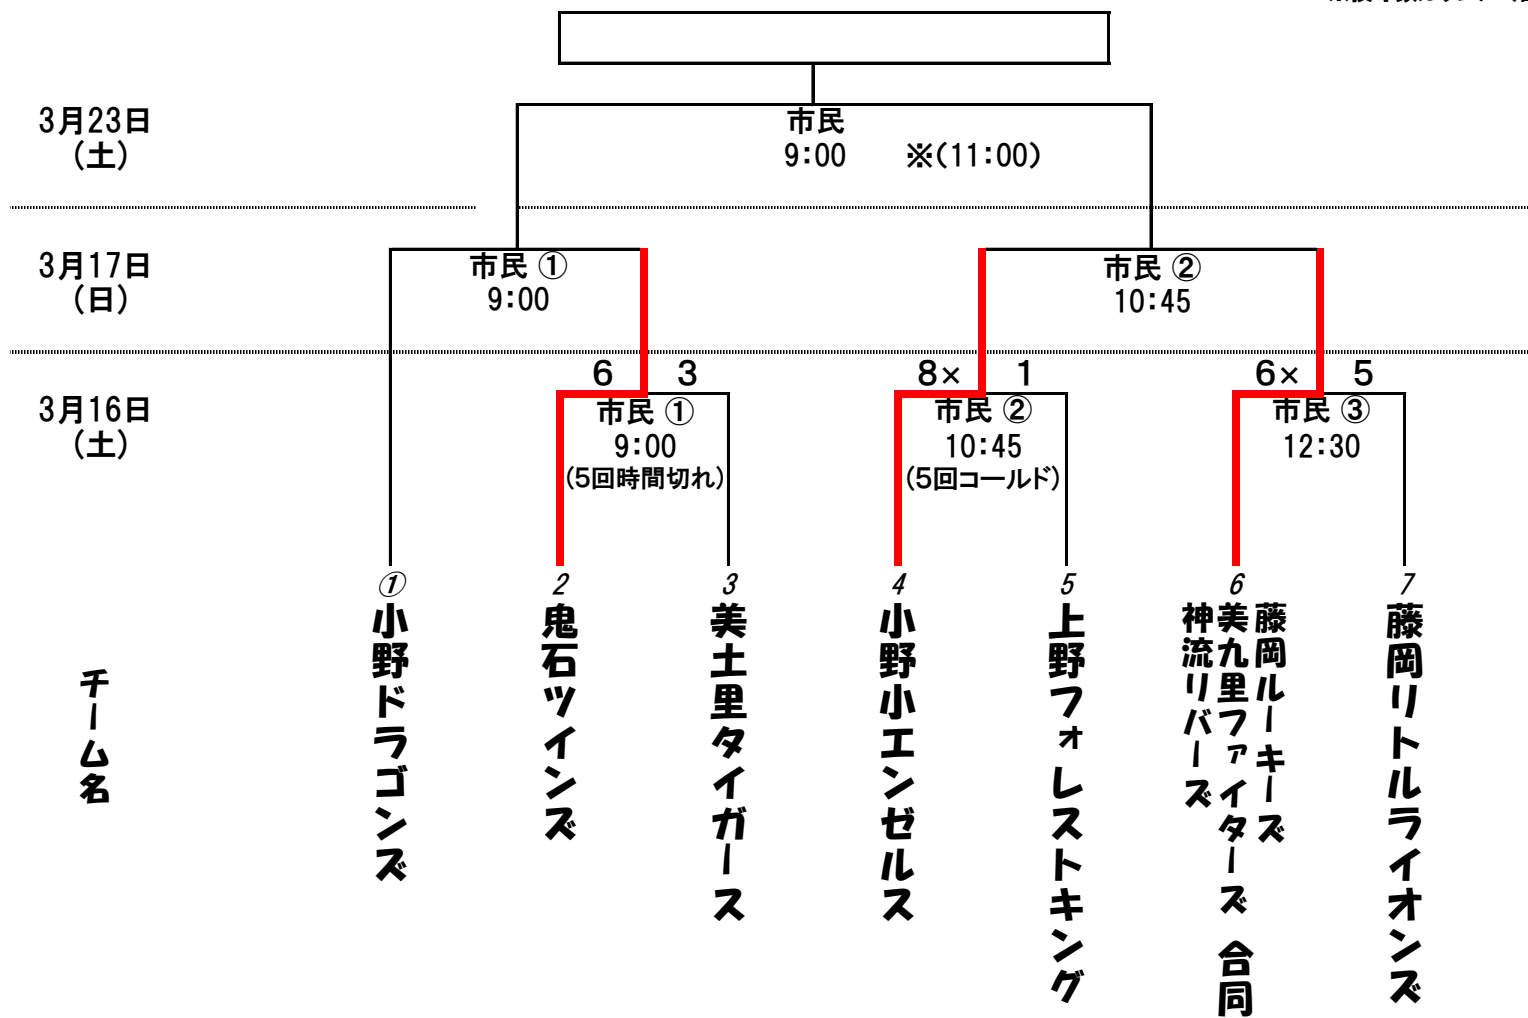 3月23日
(土)
市民
9:00 ※(11:00)
3月17日
(日)
市民 ①
9:00
市民 ②
10:45
3月16日
(土)
6 3
市民 ①
9:00
(5回時間切れ)
8× 1
市民 ②
10:45
(5回コールド)
6× 5
市民 ③
12:30
チーム名
①
小野ドラゴンズ
2
鬼石ツインズ
3
美土里タイガース
4
小野小エンゼルス
5
上野フォレストキング
6
藤岡ルーキーズ
美九里ファイターズ 合同
神流リバーズ
7
藤岡リトルライオンズ